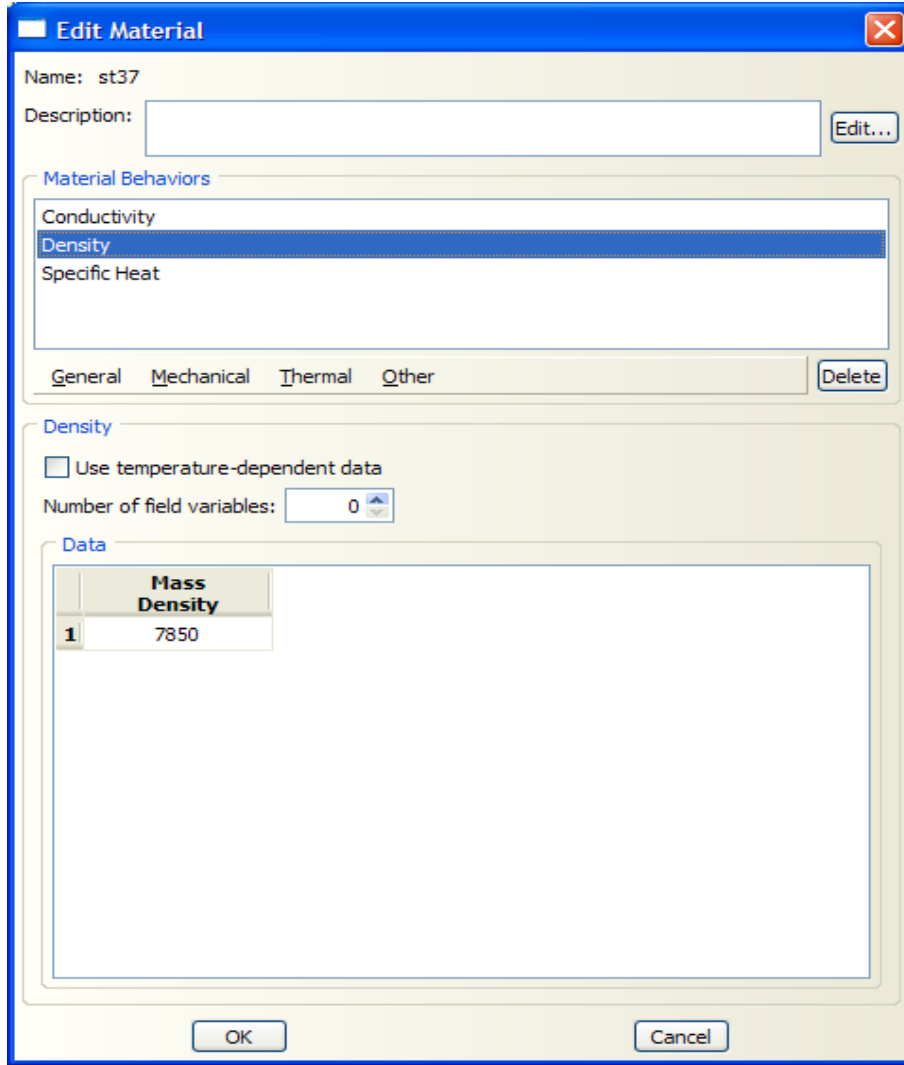 Edit Material
Name: st37
Description:
Edit...
Material Behaviors
Conductivity
Density
Specific Heat
General Mechanical Thermal Other Delete
Density
Use temperature-dependent data
Number of field variables: 0
Data
Mass
Density
1 7850
OK Cancel